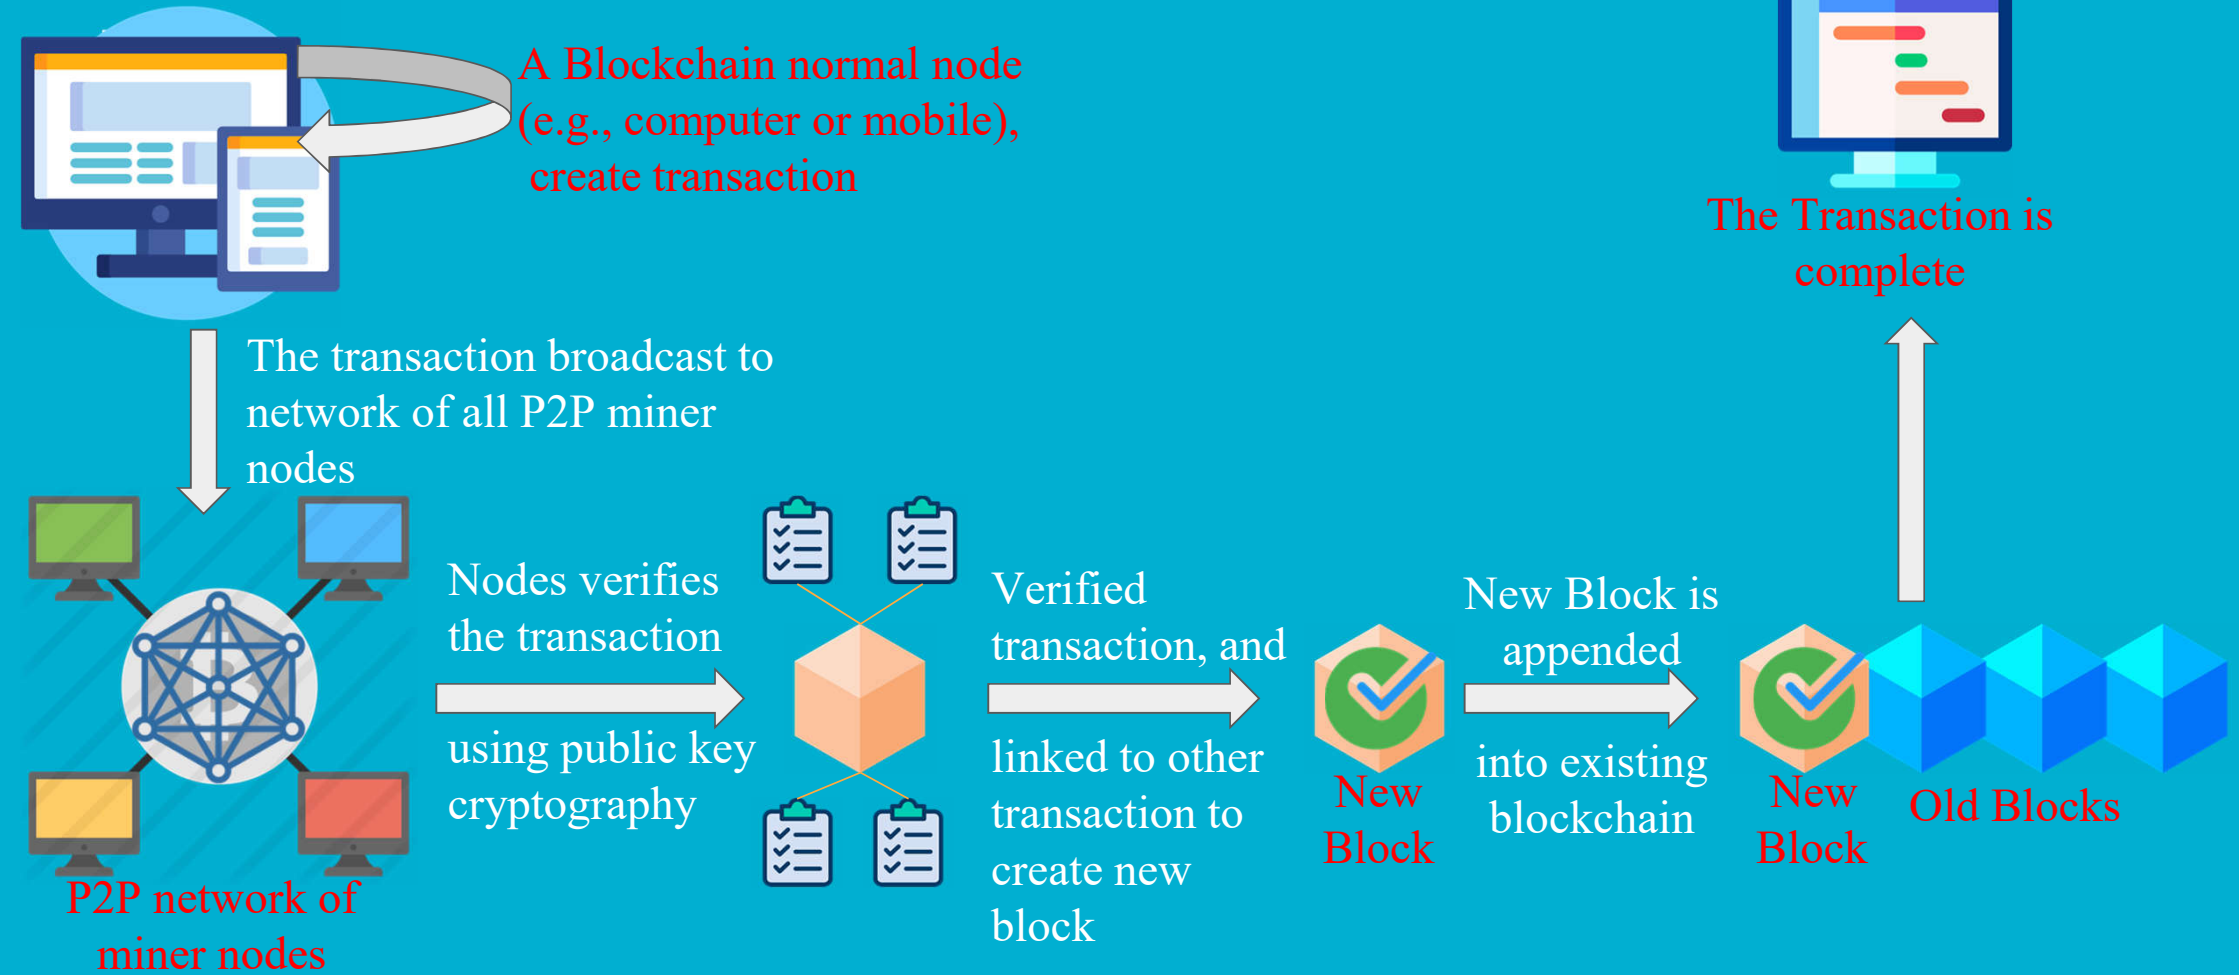 A Blockchain normal node
(e.g., computer or mobile),
create transaction
The Transaction is
complete
The transaction broadcast to
network of all P2P miner
nodes
P2P network of
miner nodes
Nodes verifies
the transaction
using public key
cryptography
Verified
transaction, and
linked to other
transaction to
create new
block
New
Block
New Block is
appended
into existing
blockchain
New
Block
Old Blocks